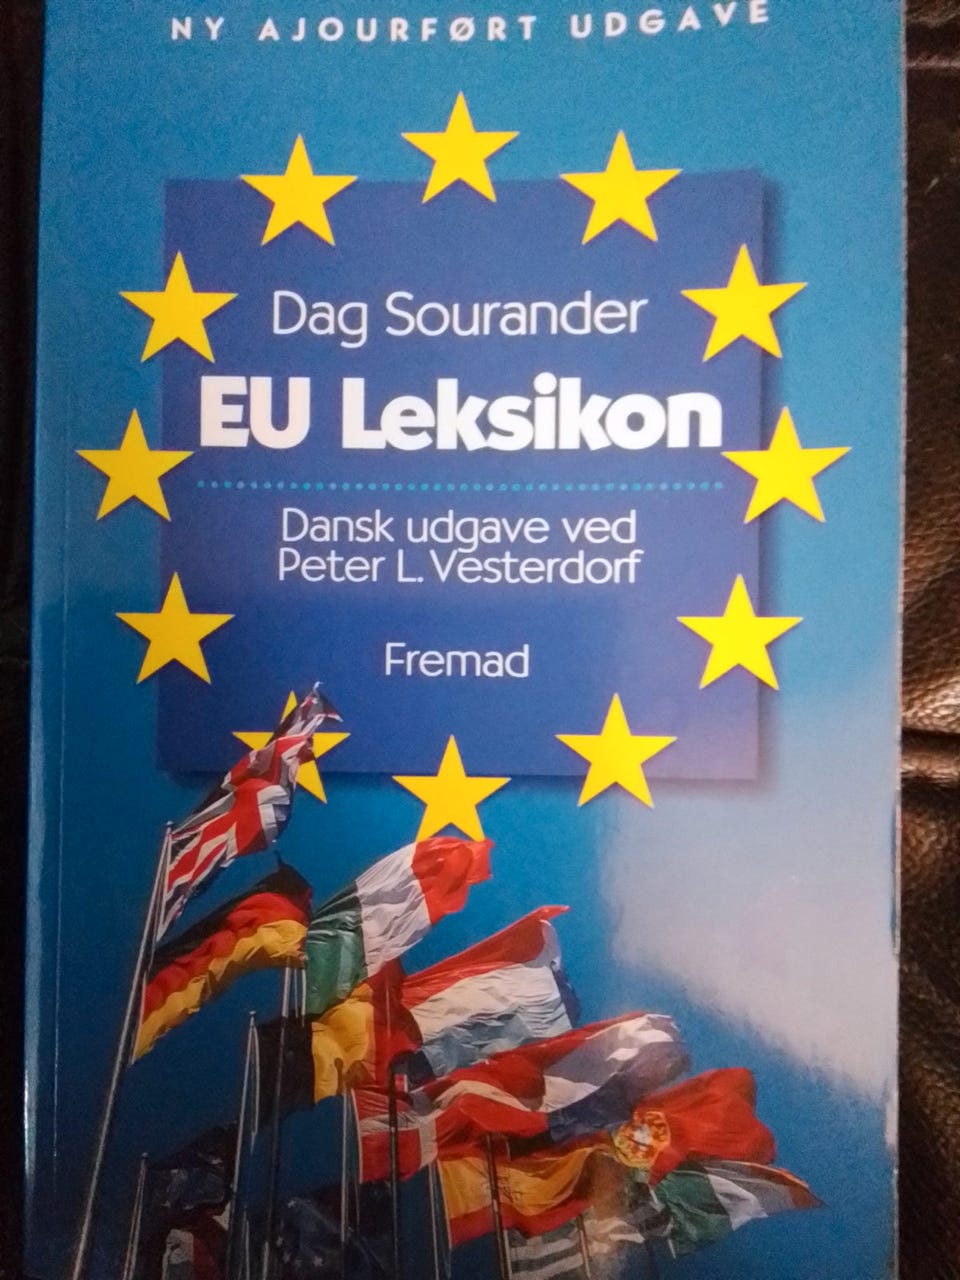 NY AJOURFØRT UDGAVE
Dag Sourander
EU Leksikon
Dansk udgave ved
Peter L. Vesterdorf
Fremad